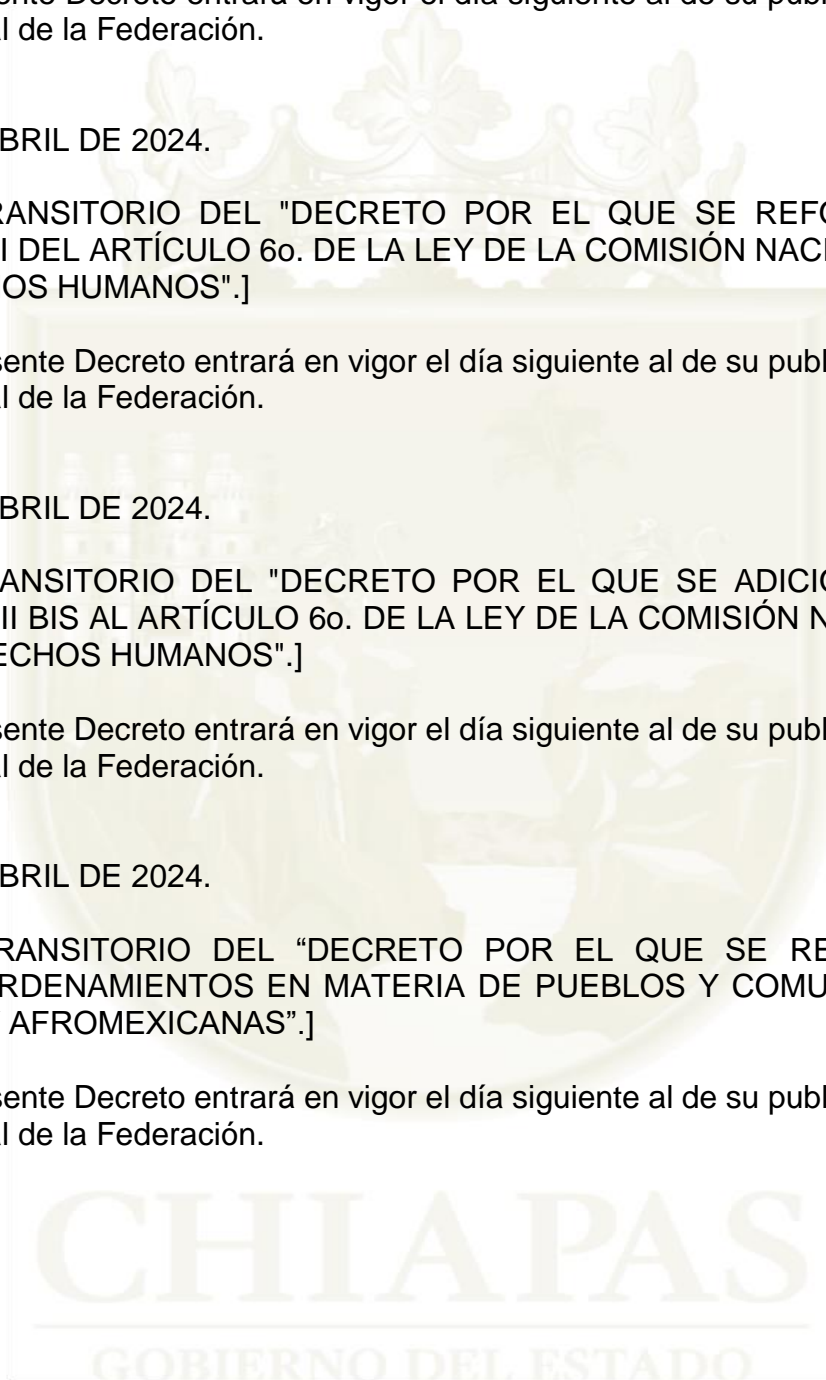 ente Decreto entrará en vigor el día siguiente al de su publ
al de la Federación.
BRIL DE 2024.
RANSITORIO DEL "DECRETO POR EL QUE SE REFO
I DEL ARTÍCULO 6o. DE LA LEY DE LA COMISIÓN NACI
OS HUMANOS".]
sente Decreto entrará en vigor el día siguiente al de su publ
al de la Federación.
BRIL DE 2024.
RANSITORIO DEL "DECRETO POR EL QUE SE ADICIO
II BIS AL ARTÍCULO 6o. DE LA LEY DE LA COMISIÓN N
ECHOS HUMANOS".]
sente Decreto entrará en vigor el día siguiente al de su publ
al de la Federación.
BRIL DE 2024.
RANSITORIO DEL “DECRETO POR EL QUE SE RE
RDENAMIENTOS EN MATERIA DE PUEBLOS Y COMU
AFROMEXICANAS”.]
sente Decreto entrará en vigor el día siguiente al de su publ
al de la Federación.
CHIAPAS
GOBIERNO DEL ESTADO